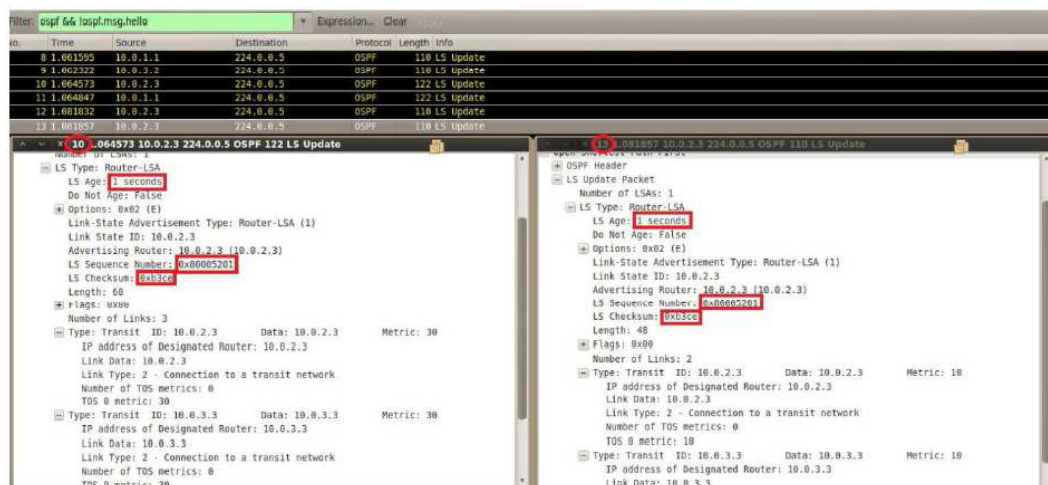 Filter: ospf && !ospf.msg.hello Expression... Clear
No. Time Source Destination Protocol Length Info
8 1.061595 10.0.1.1 224.0.0.5 OSPF 110 LS Update
9 1.062322 10.0.3.2 224.0.0.5 OSPF 110 LS Update
10 1.064573 10.0.2.3 224.0.0.5 OSPF 122 LS Update
11 1.064847 10.0.1.1 224.0.0.5 OSPF 122 LS Update
12 1.081832 10.0.2.3 224.0.0.5 OSPF 110 LS Update
13 1.081857 10.0.2.3 224.0.0.5 OSPF 110 LS Update
10 1.064573 10.0.2.3 224.0.0.5 OSPF 122 LS Update
Number of LSAs: 1
LS Type: Router-LSA
LS Age: 1 seconds
Do Not Age: False
Options: 0x02 (E)
Link-State Advertisement Type: Router-LSA (1)
Link State ID: 10.0.2.3
Advertising Router: 10.0.2.3 (10.0.2.3)
LS Sequence Number: 0x80005201
LS Checksum: 0xb3ce
Length: 60
Flags: 0x00
Number of Links: 3
Type: Transit ID: 10.0.2.3 Data: 10.0.2.3 Metric: 30
IP address of Designated Router: 10.0.2.3
Link Data: 10.0.2.3
Link Type: 2 - Connection to a transit network
Number of TOS metrics: 0
TOS 0 metric: 30
Type: Transit ID: 10.0.3.3 Data: 10.0.3.3 Metric: 30
IP address of Designated Router: 10.0.3.3
Link Data: 10.0.3.3
Link Type: 2 - Connection to a transit network
Number of TOS metrics: 0
TOS 0 metric: 30
13 1.081857 10.0.2.3 224.0.0.5 OSPF 110 LS Update
Open Shortest Path First
OSPF Header
LS Update Packet
Number of LSAs: 1
LS Type: Router-LSA
LS Age: 1 seconds
Do Not Age: False
Options: 0x02 (E)
Link-State Advertisement Type: Router-LSA (1)
Link State ID: 10.0.2.3
Advertising Router: 10.0.2.3 (10.0.2.3)
LS Sequence Number: 0x80005201
LS Checksum: 0xb3ce
Length: 48
Flags: 0x00
Number of Links: 2
Type: Transit ID: 10.0.2.3 Data: 10.0.2.3 Metric: 10
IP address of Designated Router: 10.0.2.3
Link Data: 10.0.2.3
Link Type: 2 - Connection to a transit network
Number of TOS metrics: 0
TOS 0 metric: 10
Type: Transit ID: 10.0.3.3 Data: 10.0.3.3 Metric: 10
IP address of Designated Router: 10.0.3.3
Link Data: 10.0.3.3